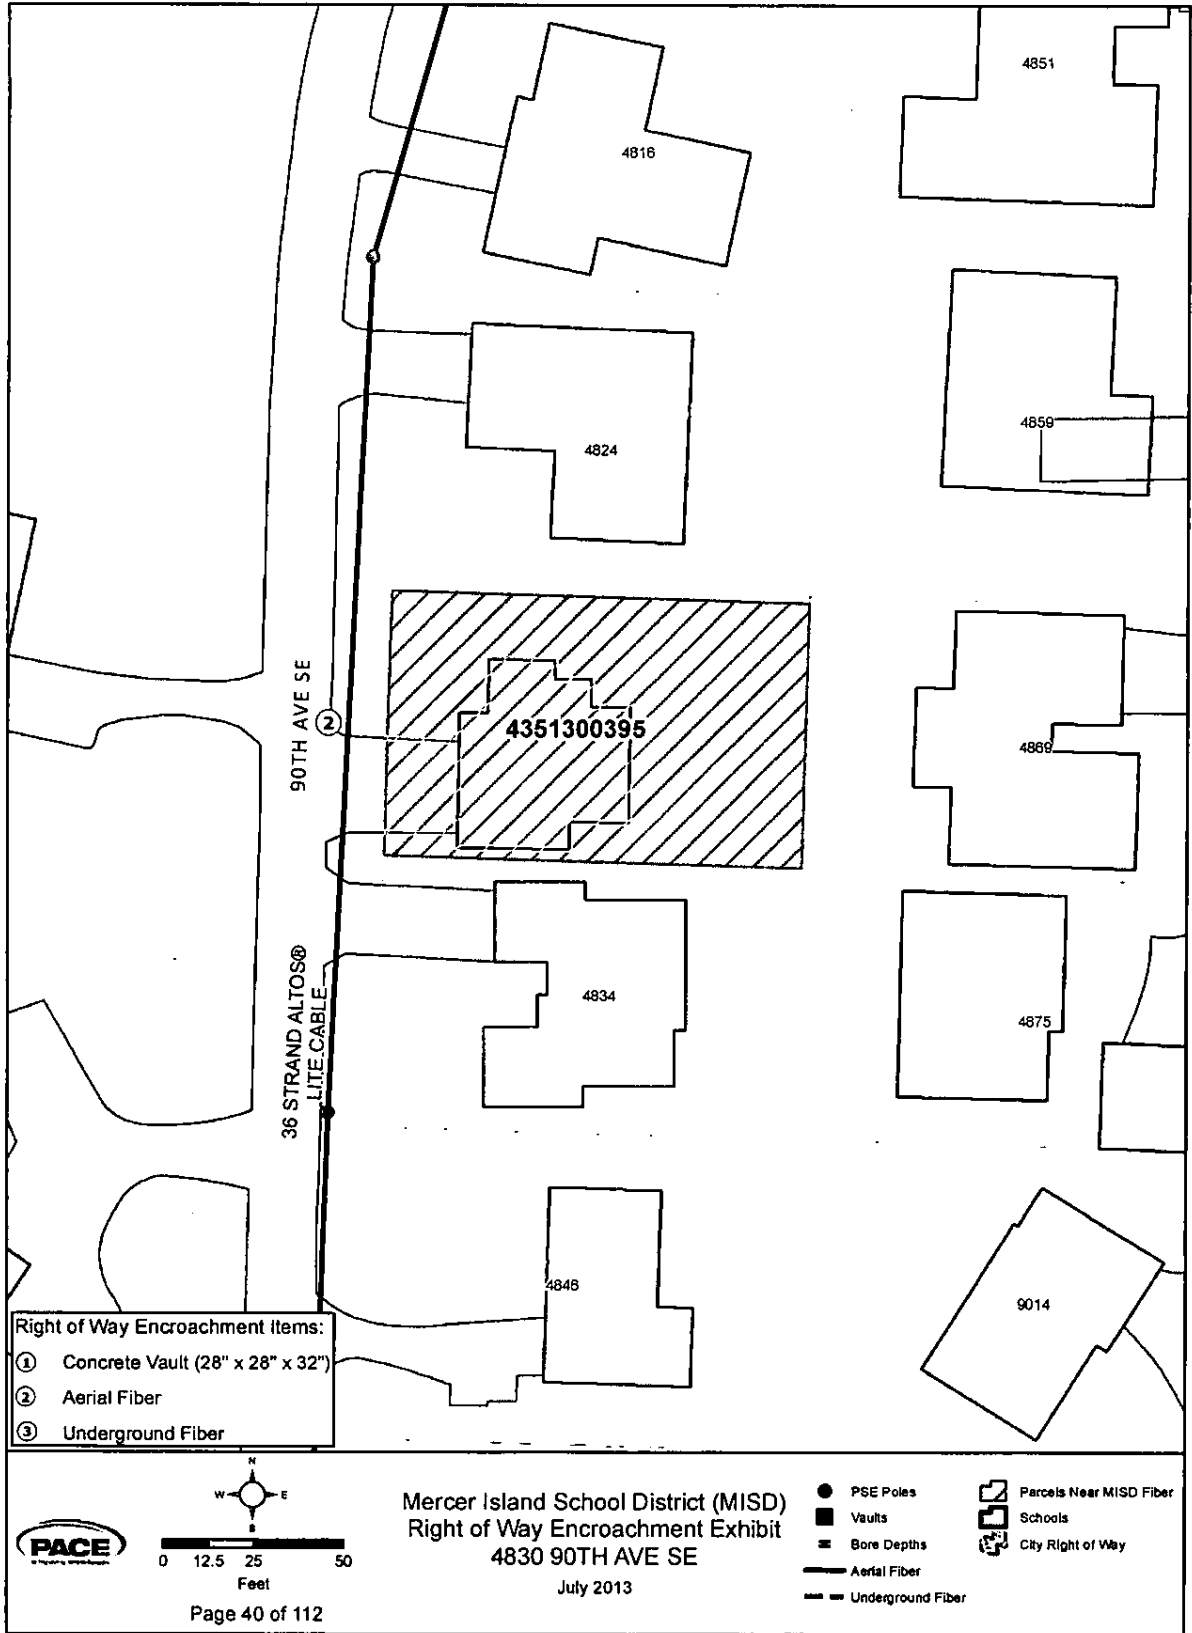 4851
4816
4859
4824
90TH AVE SE
2
4351300395
4869
36 STRAND ALTOS®
LITE CABLE
4834
4875
4846
9014
Right of Way Encroachment Items:
1 Concrete Vault (28" x 28" x 32")
2 Aerial Fiber
3 Underground Fiber
N
W E
S
PACE
0 12.5 25 50
Feet
Page 40 of 112
Mercer Island School District (MISD)
Right of Way Encroachment Exhibit
4830 90TH AVE SE
July 2013
PSE Poles
Vaults
Bore Depths
Aerial Fiber
Underground Fiber
Parcels Near MISD Fiber
Schools
City Right of Way